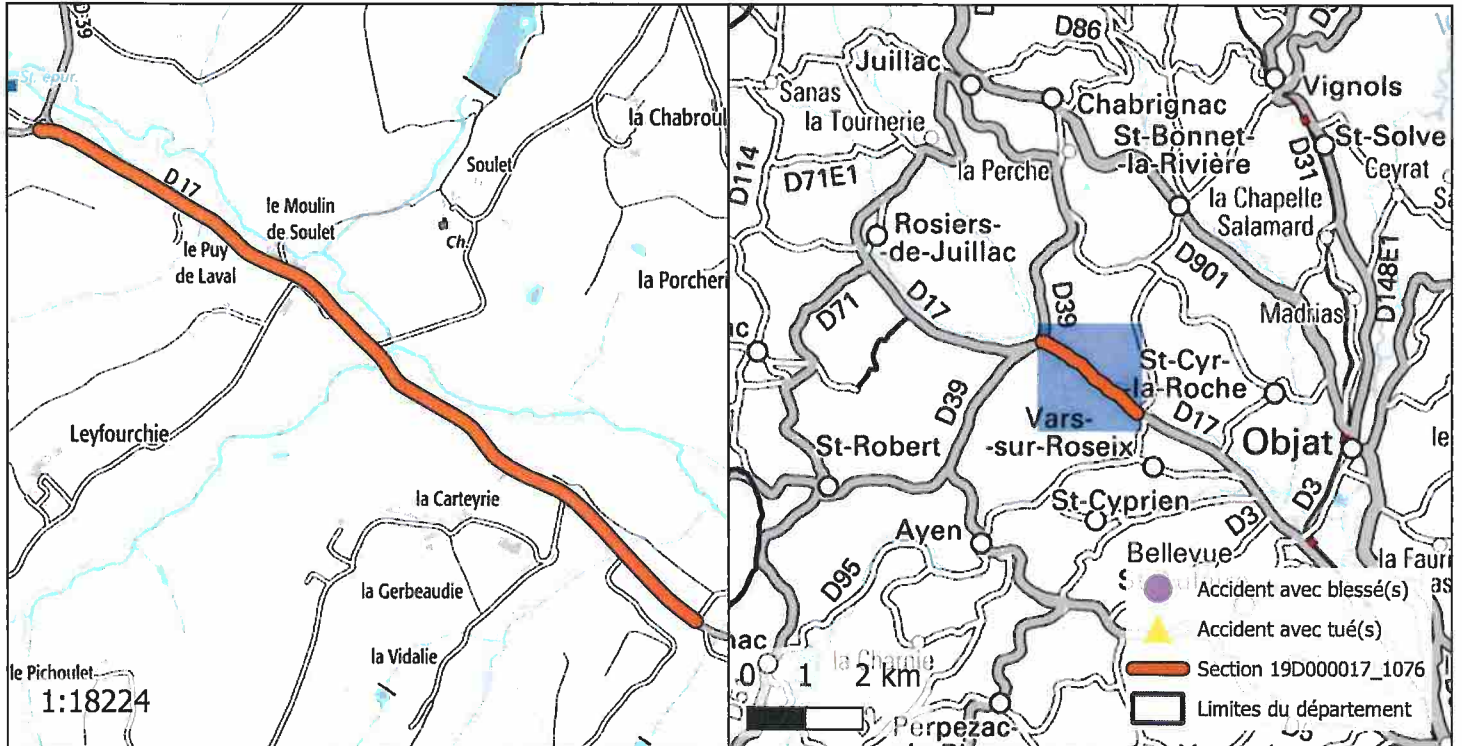 D39
St. épur.
la Chabroul
Soulet
D 17
le Moulin
de Soulet
Ch.
le Puy
de Laval
la Porcheri
Leyfourchie
la Carteyrie
la Gerbeaudie
la Vidalie
le Pichoulet
1:18224
D86
Juillac
Sanas
Vignols
Chabrignac
la Tournerie
St-Bonnet-
-la-Rivière
St-Solve
D31
Ceyrat
D114
D71E1
la Perche
la Chapelle
Salamard
Rosiers-
-de-Juillac
D901
D148E1
D71
D17
D39
Madrias
St-Cyr-
-la-Roche
D39
Vars-
-sur-Roseix
D17
Objat
St-Robert
D3
St-Cyprien
D3
Ayen
Bellevue
la Fauri
D95
Accident avec blessé(s)
Accident avec tué(s)
Section 19D000017_1076
Limites du département
nac
la Charnie
0 1 2 km
Perpezac-